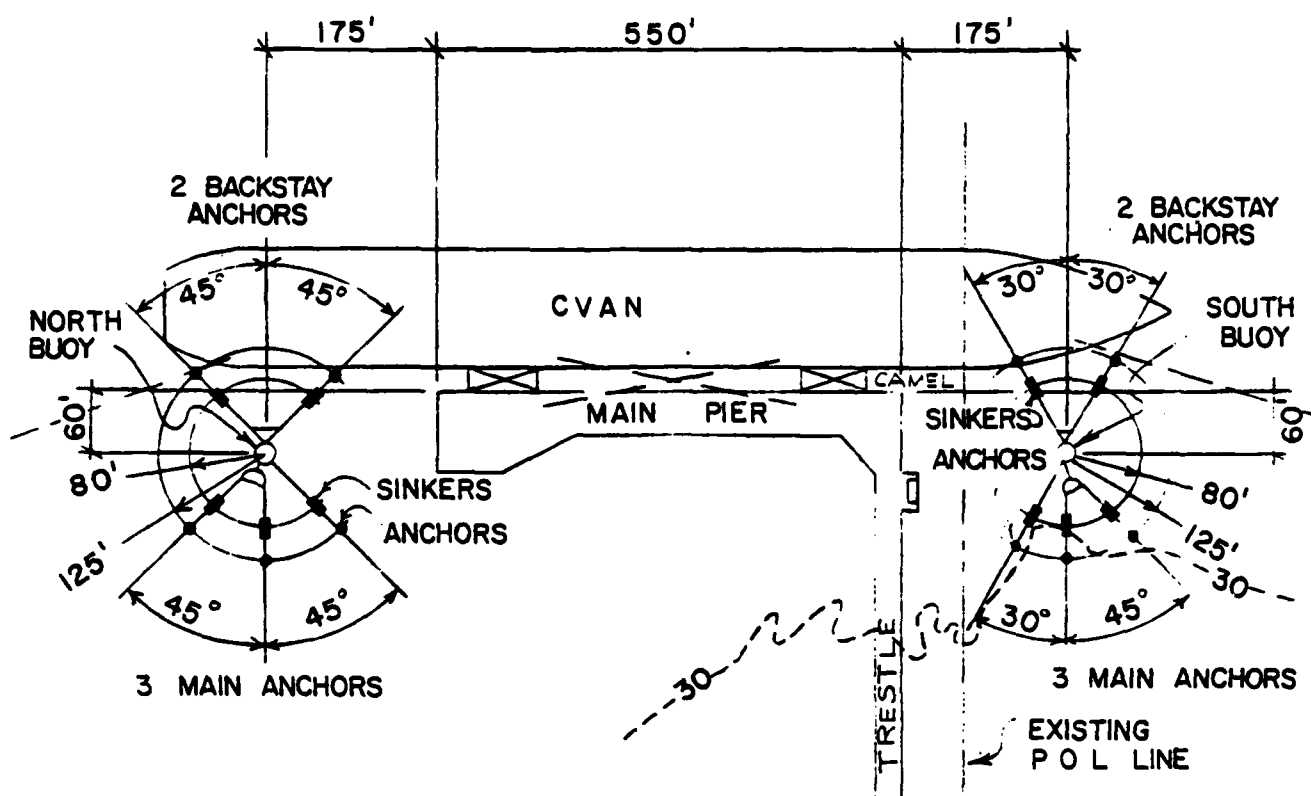 175'
550'
175'
2 BACKSTAY
ANCHORS
2 BACKSTAY
ANCHORS
45°
45°
30°
30°
CVAN
NORTH
BUOY
SOUTH
BUOY
CAMEL
MAIN PIER
60'
60'
SINKERS
ANCHORS
80'
80'
SINKERS
ANCHORS
125'
125'
30
45°
45°
30°
45°
3 MAIN ANCHORS
3 MAIN ANCHORS
30
TRESTLE
EXISTING
POL LINE